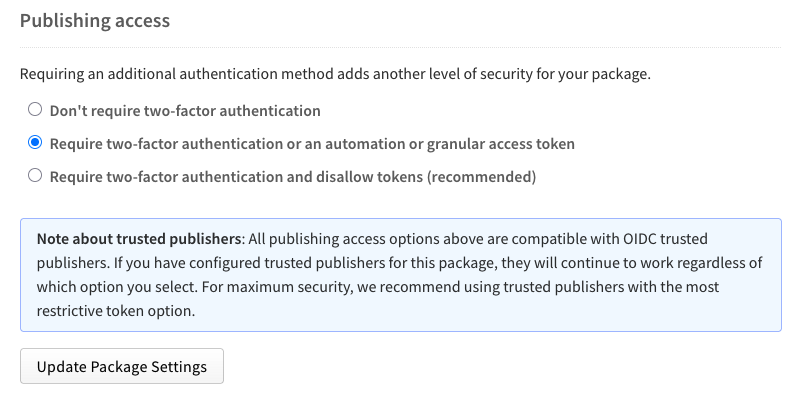 Publishing access
Requiring an additional authentication method adds another level of security for your package.
Don't require two-factor authentication
Require two-factor authentication or an automation or granular access token
Require two-factor authentication and disallow tokens (recommended)
Note about trusted publishers: All publishing access options above are compatible with OIDC trusted
publishers. If you have configured trusted publishers for this package, they will continue to work regardless of
which option you select. For maximum security, we recommend using trusted publishers with the most
restrictive token option.
Update Package Settings